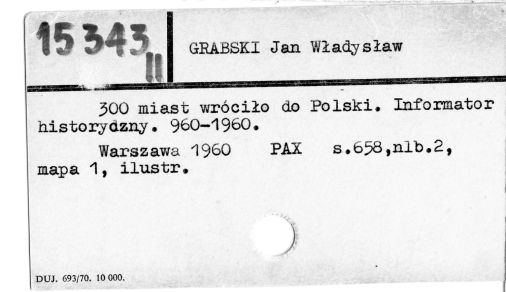 15343
II
GRABSKI Jan Władysław
300 miast wróciło do Polski. Informator
historydzny. 960-1960.
Warszawa 1960 PAX s.658,nlb.2,
mapa 1, ilustr.
DUJ. 693/70. 10 000.